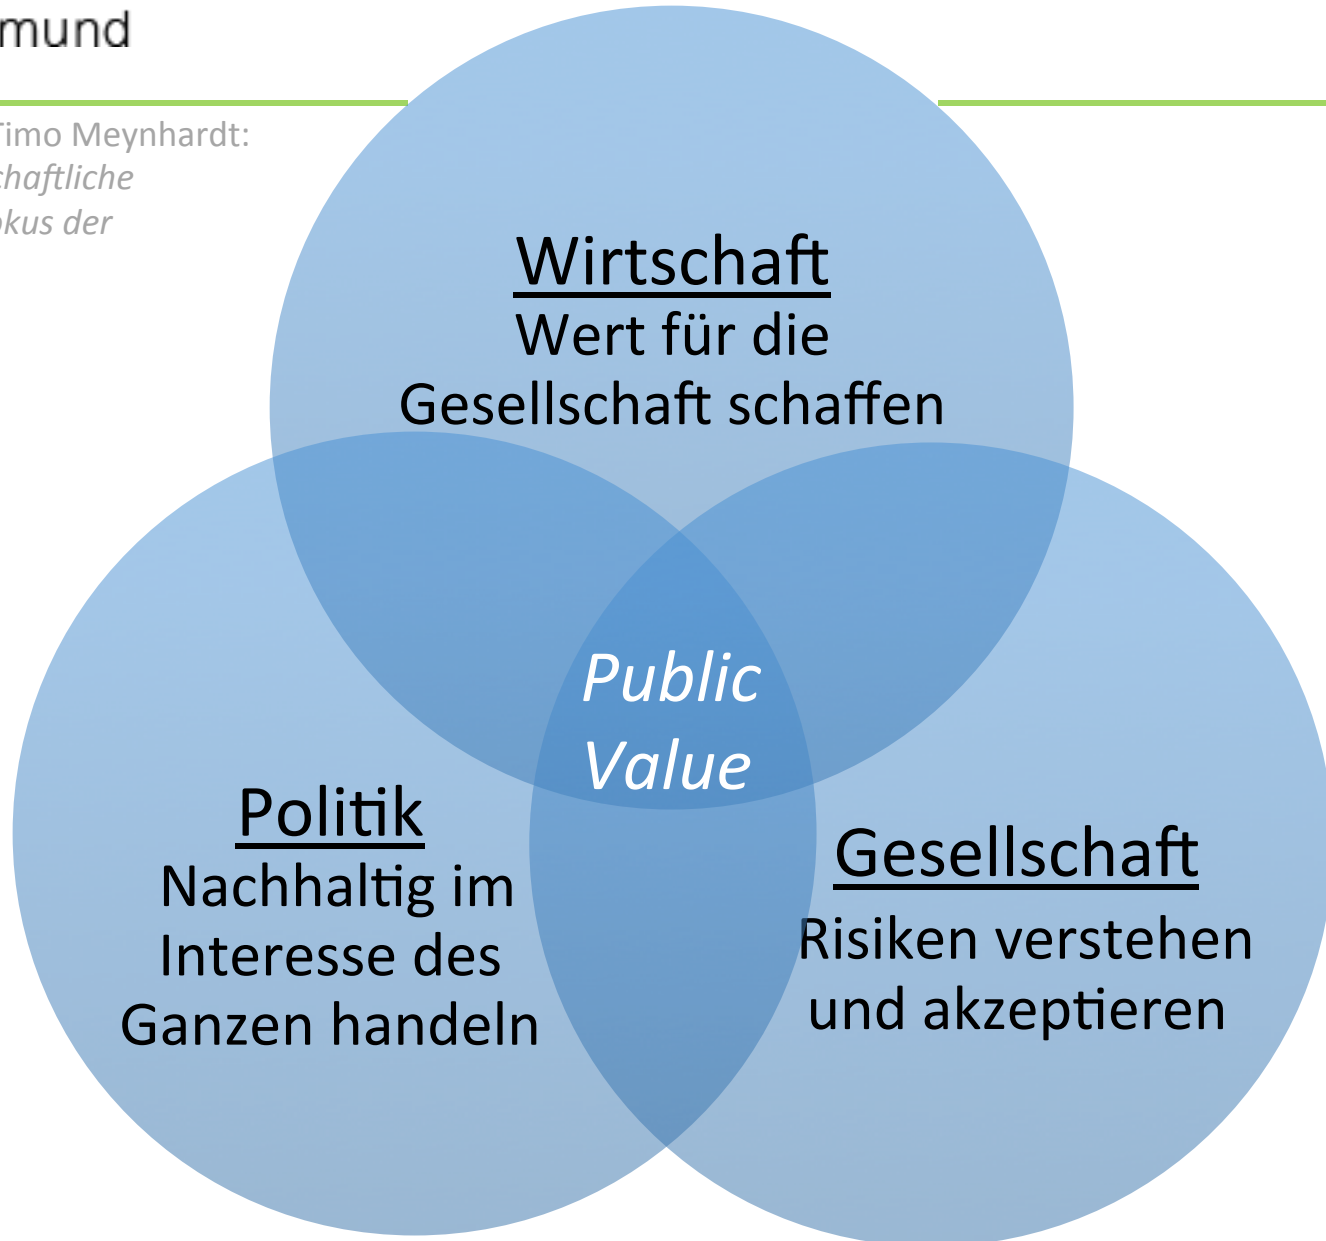 mund
Timo Meynhardt:
chaftliche
okus der
Wirtschaft
Wert für die
Gesellschaft schaffen
Public
Value
Politik
Nachhaltig im
Interesse des
Ganzen handeln
Gesellschaft
Risiken verstehen
und akzeptieren